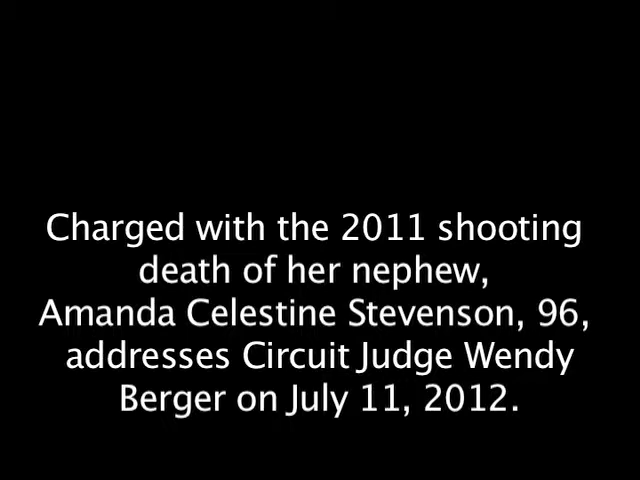 Charged with the 2011 shooting
death of her nephew,
Amanda Celestine Stevenson, 96,
addresses Circuit Judge Wendy
Berger on July 11, 2012.